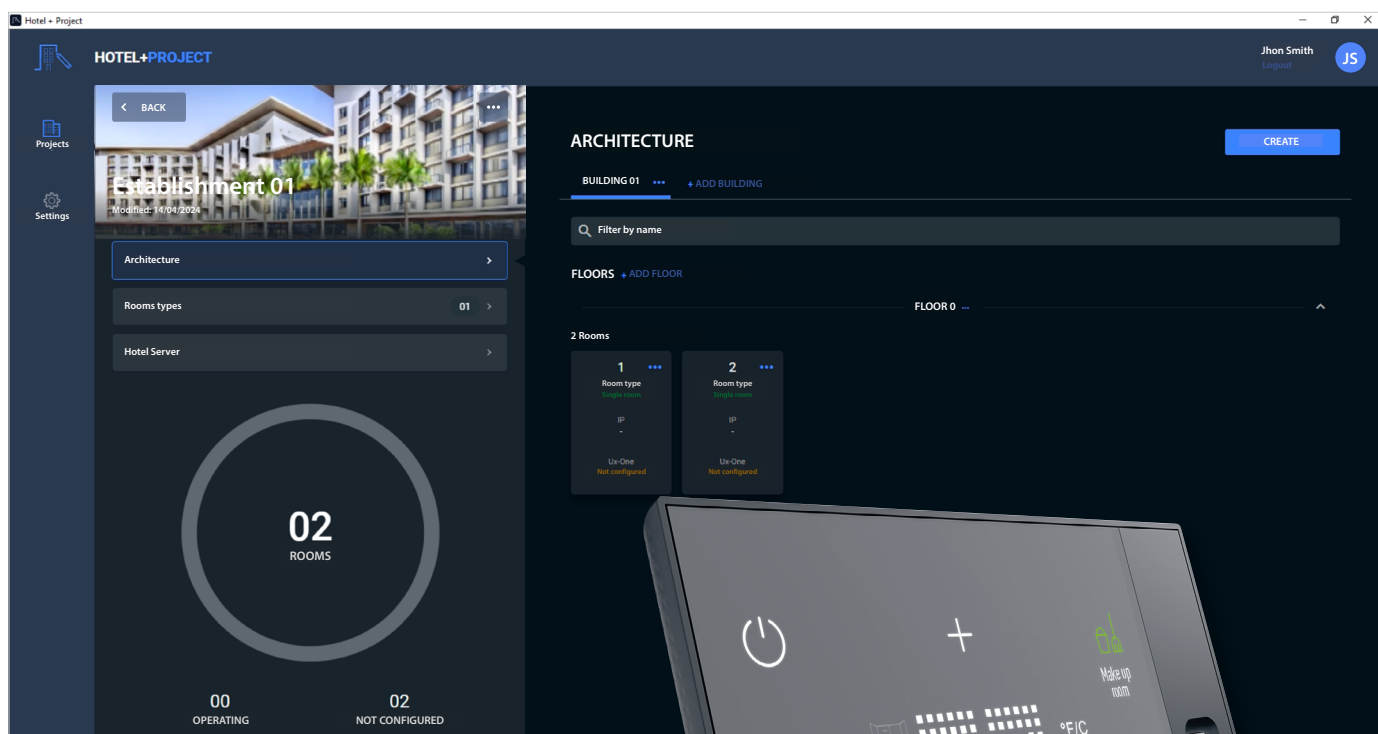 Hotel + Project
HOTEL+PROJECT
Jhon Smith
Logout
JS
Projects
Settings
BACK
Establishment 01
Modified: 14/04/2024
Architecture
Rooms types 01
Hotel Server
02
ROOMS
00
OPERATING
02
NOT CONFIGURED
ARCHITECTURE
CREATE
BUILDING 01 ••• + ADD BUILDING
Filter by name
FLOORS + ADD FLOOR
FLOOR 0 ...
2 Rooms
1 •••
Room type
Single room
IP
-
Ux-One
Not configured
2 •••
Room type
Single room
IP
-
Ux-One
Not configured
Make up
room
°F/C